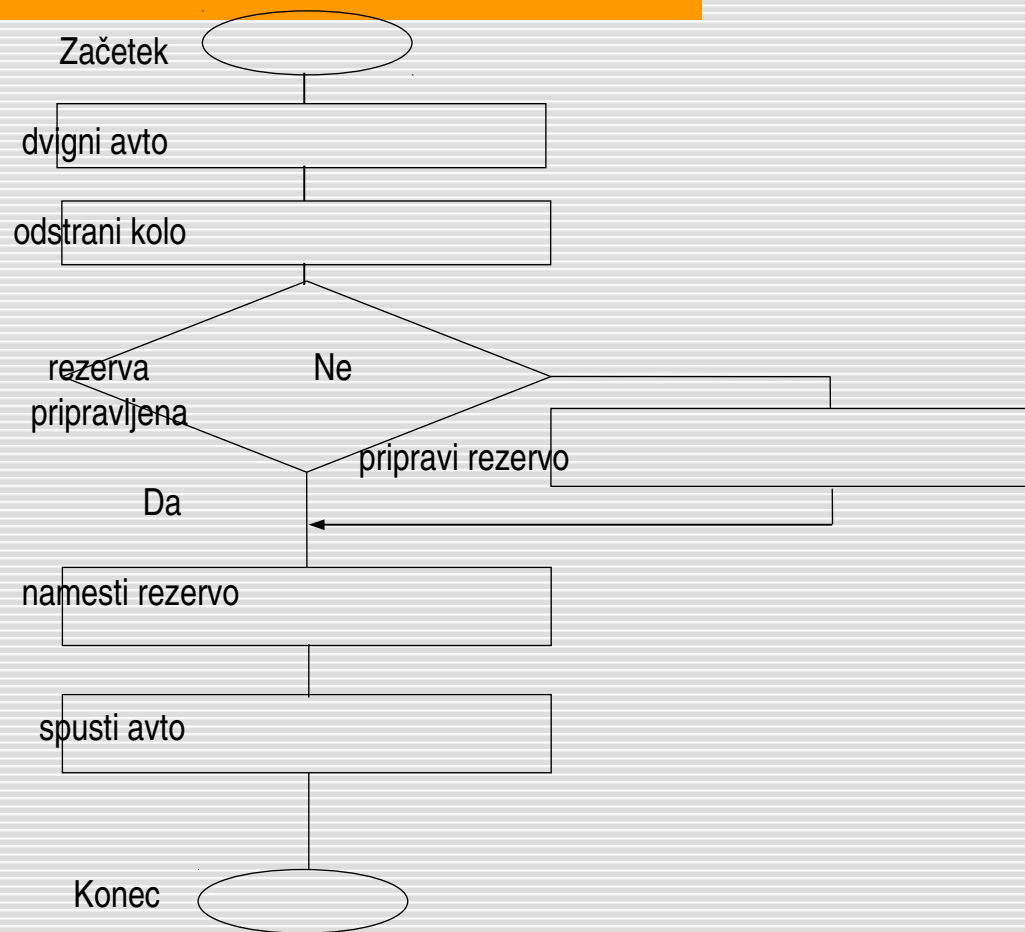 Začetek
dvigni avto
odstrani kolo
rezerva Ne
pripravljena
pripravi rezervo
Da
namesti rezervo
spusti avto
Konec